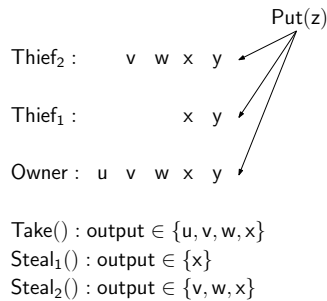 Put(z)
Thief₂ : v w x y
Thief₁ : x y
Owner : u v w x y
Take() : output ∈ {u, v, w, x}
Steal₁() : output ∈ {x}
Steal₂() : output ∈ {v, w, x}